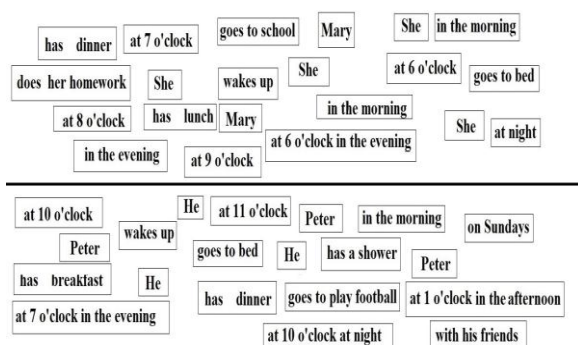 has dinner
at 7 o'clock
goes to school
Mary
She
in the morning
does her homework
She
wakes up
She
at 6 o'clock
goes to bed
at 8 o'clock
has lunch
Mary
in the morning
She
at night
in the evening
at 9 o'clock
at 6 o'clock in the evening
at 10 o'clock
He
at 11 o'clock
Peter
in the morning
on Sundays
Peter
wakes up
goes to bed
He
has a shower
Peter
has breakfast
He
has dinner
goes to play football
at 1 o'clock in the afternoon
at 7 o'clock in the evening
at 10 o'clock at night
with his friends